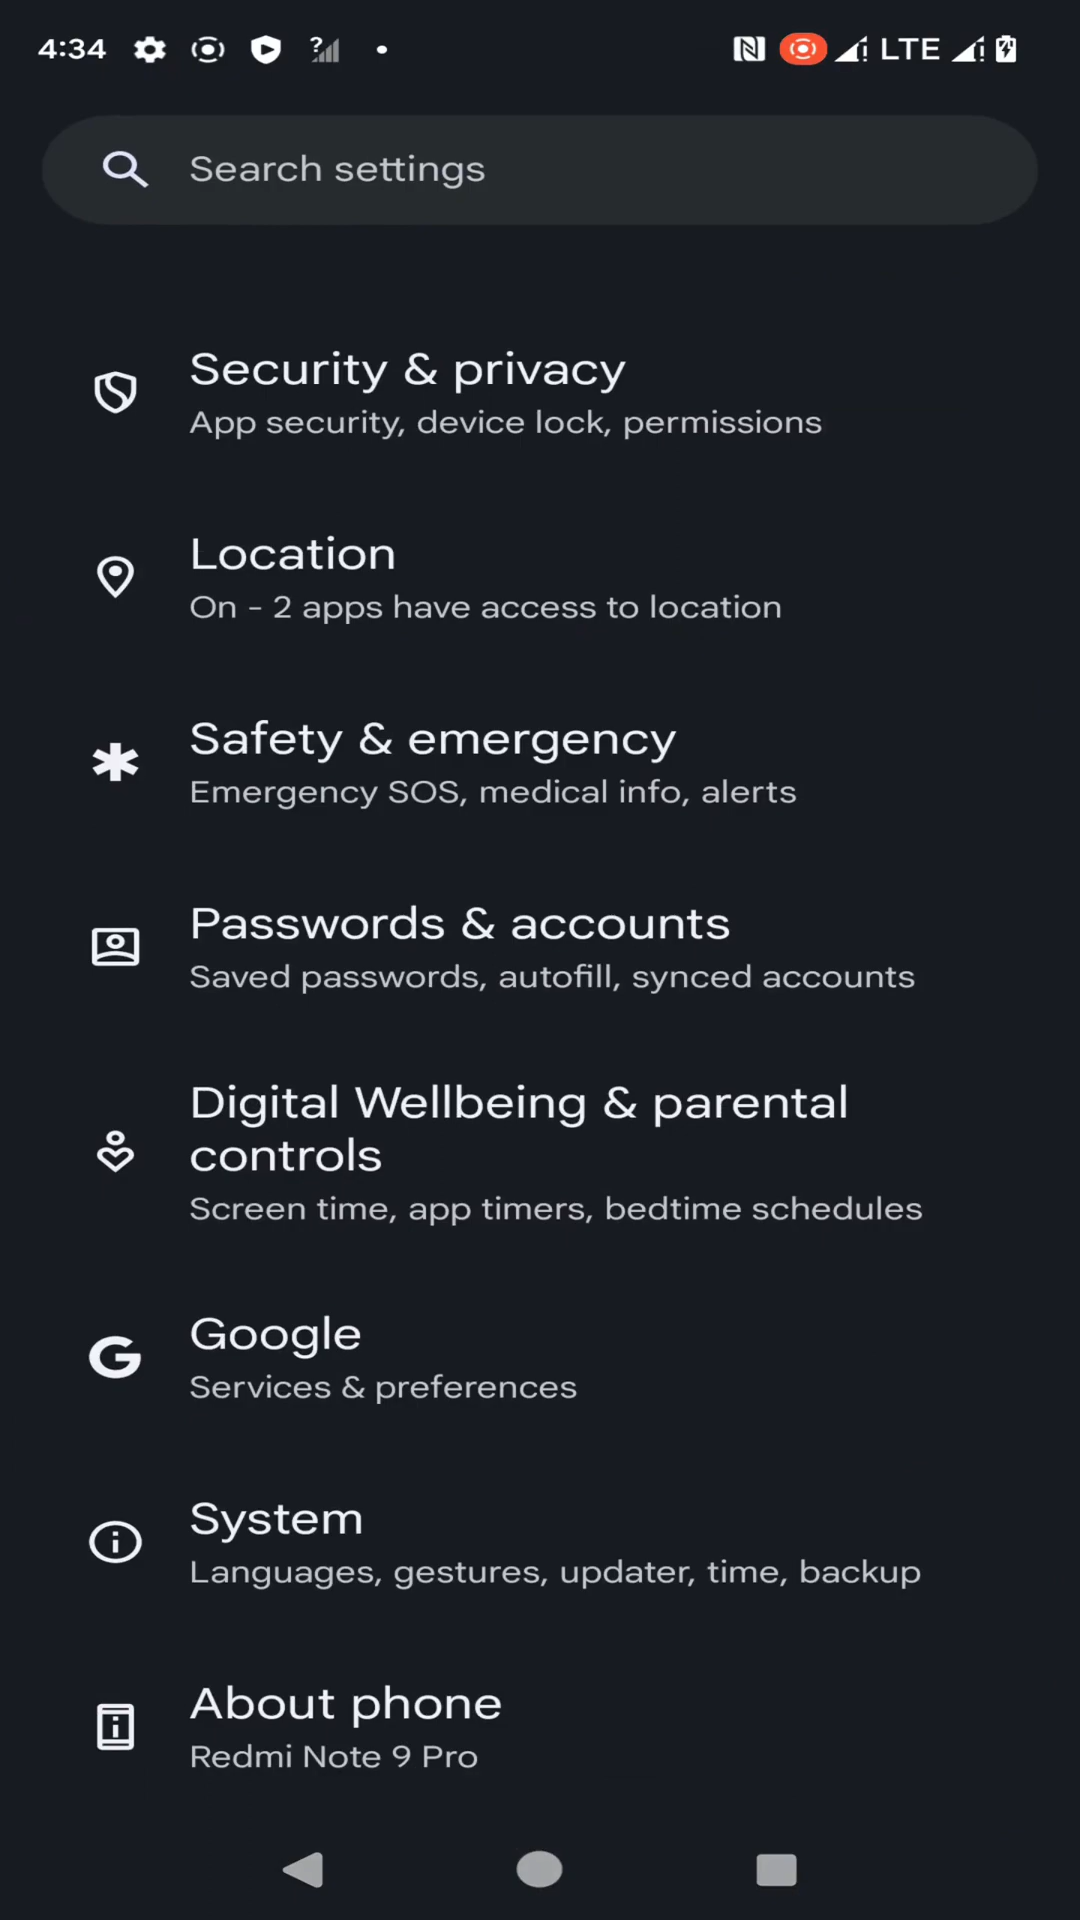 4:34
LTE
Search settings
Security & privacy
App security, device lock, permissions
Location
On - 2 apps have access to location
Safety & emergency
Emergency SOS, medical info, alerts
Passwords & accounts
Saved passwords, autofill, synced accounts
Digital Wellbeing & parental
controls
Screen time, app timers, bedtime schedules
Google
Services & preferences
System
Languages, gestures, updater, time, backup
About phone
Redmi Note 9 Pro